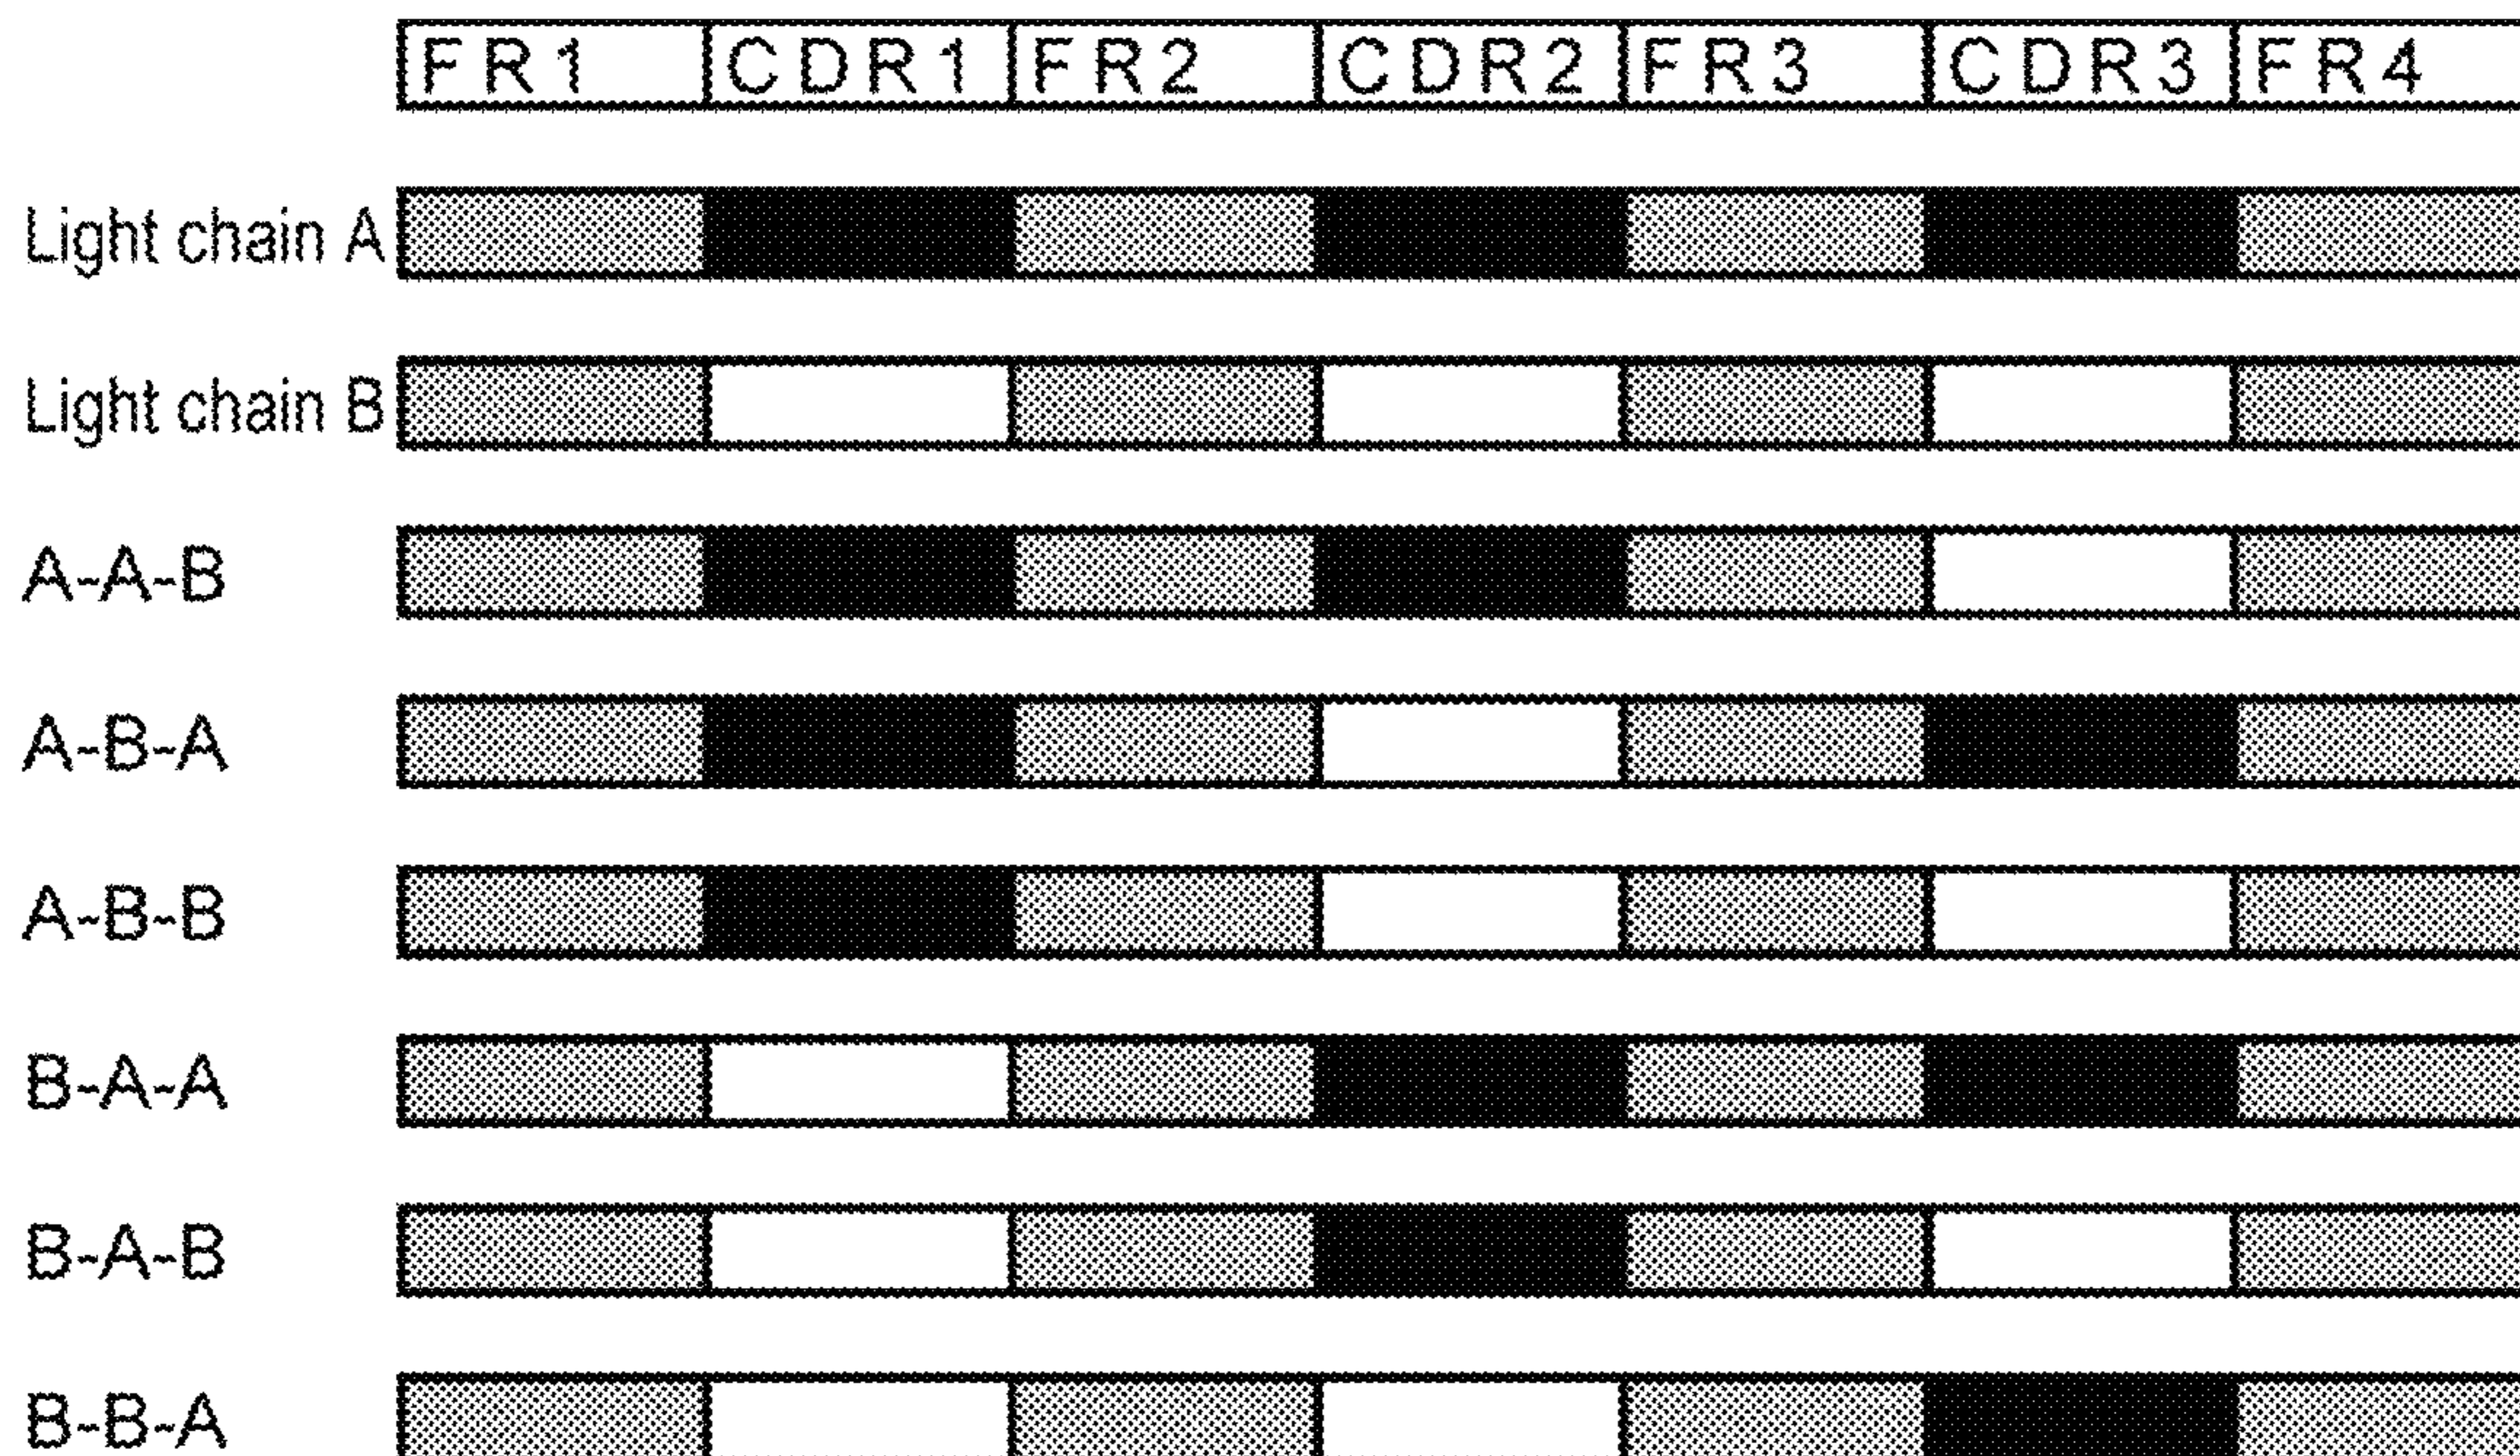 FR1 CDR1 FR2 CDR2 FR3 CDR3 FR4
Light chain A
Light chain B
A-A-B
A-B-A
A-B-B
B-A-A
B-A-B
B-B-A